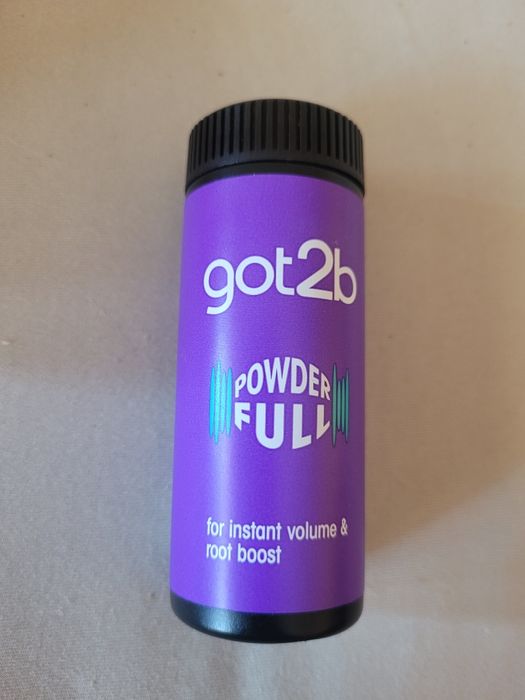 got2b
POWDER
FULL
for instant volume &
root boost